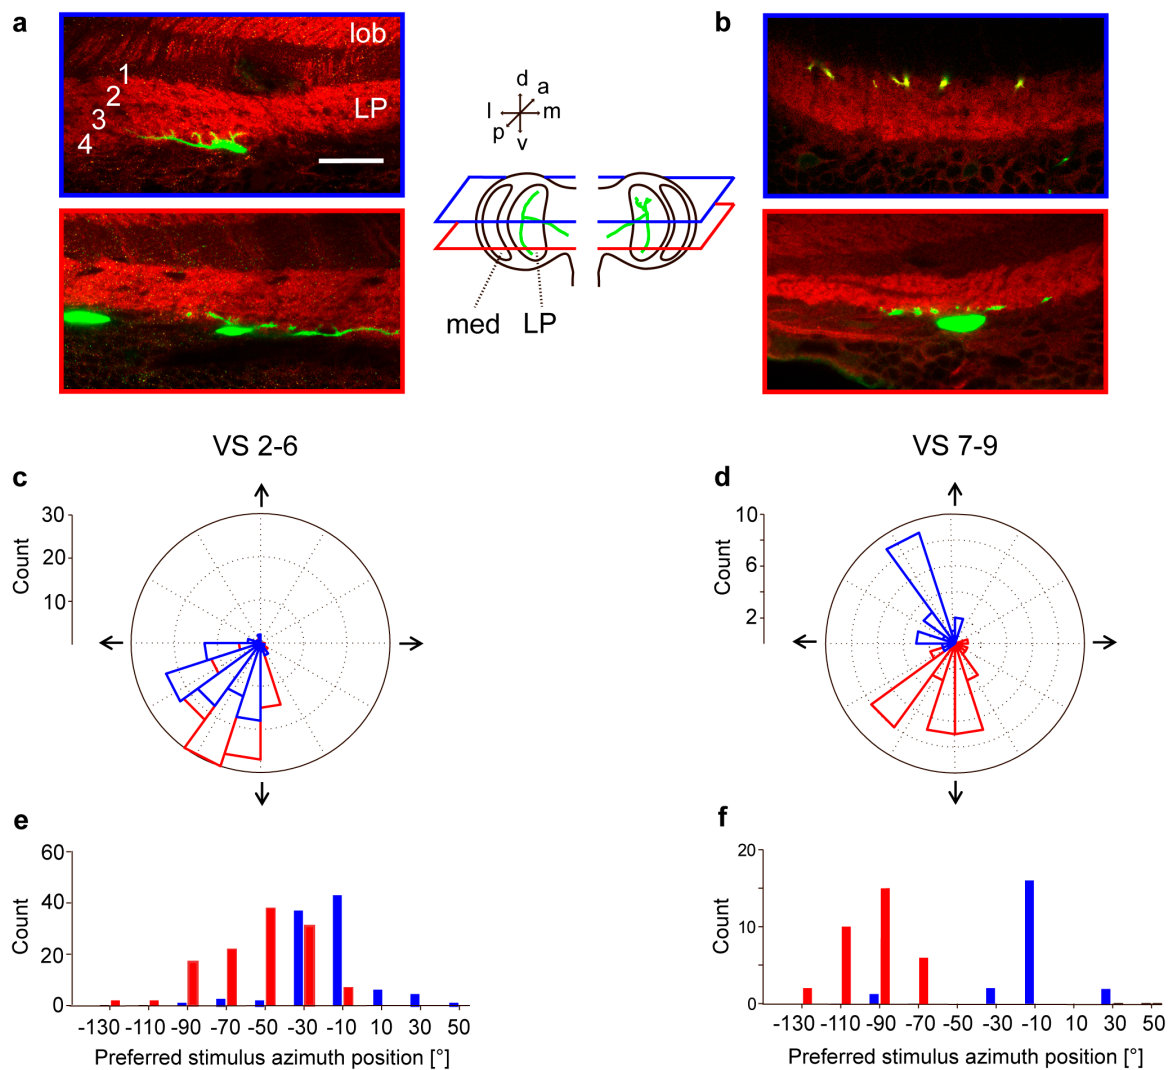 a
lob
1
2
LP
3
4
d
a
l
m
p
v
med
LP
b
VS 2-6
VS 7-9
c
30
20
10
Count
d
10
8
6
2
Count
e
60
40
20
0
Count
-130 -110 -90 -70 -50 -30 -10 10 30 50
Preferred stimulus azimuth position [°]
f
20
10
0
Count
-130 -110 -90 -70 -50 -30 -10 10 30 50
Preferred stimulus azimuth position [°]